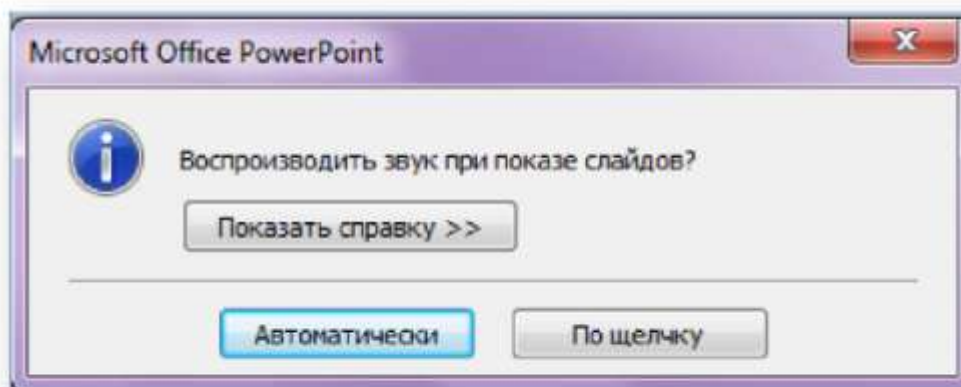 Microsoft Office PowerPoint
Воспроизводить звук при показе слайдов?
Показать справку >>
Автоматически
По щелчку